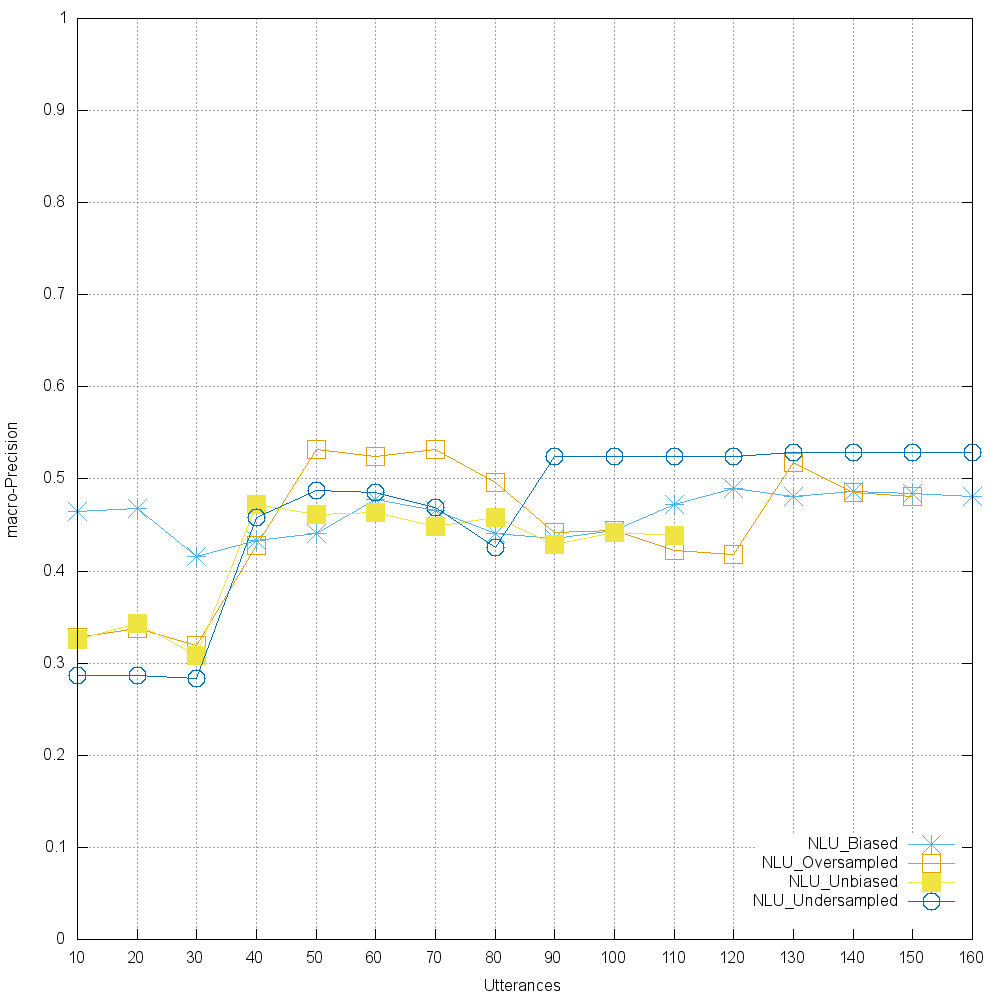 1
0.9
0.8
0.7
0.6
0.5
0.4
0.3
0.2
0.1
0
macro-Precision
NLU_Biased
NLU_Oversampled
NLU_Unbiased
NLU_Undersampled
10 20 30 40 50 60 70 80 90 100 110 120 130 140 150 160
Utterances